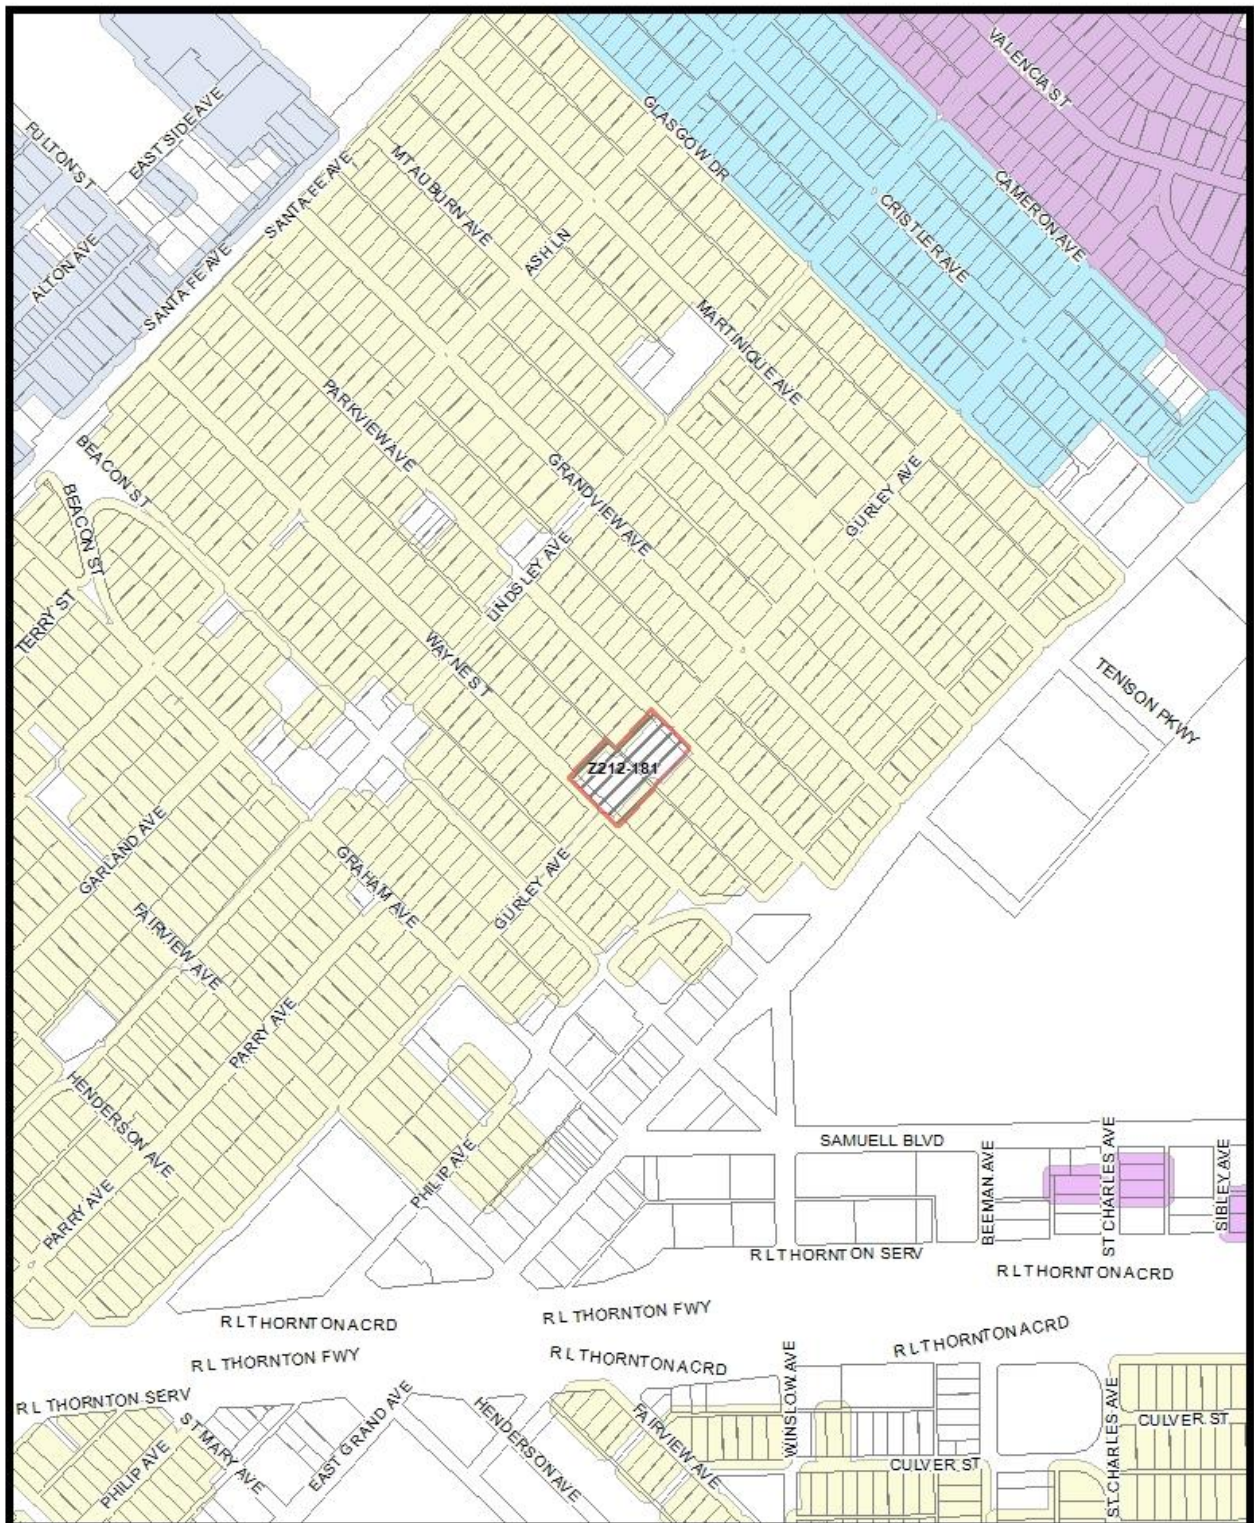 VALENCIA ST
FULTON ST
EAST SIDE AVE
GLASGOW DR
MT AUBURN AVE
SANTA FE AVE
CAMERON AVE
CRISTLER AVE
ALTON AVE
ASH LN
SANTA FE AVE
MARTINIQUE AVE
PARKVIEW AVE
BEACON ST
GRANDVIEW AVE
GURLEY AVE
BEACON ST
LINDSLEY AVE
TERRY ST
WAYNE ST
TENISON PKWY
Z212-181
GARLAND AVE
GRAHAM AVE
GURLEY AVE
FAIRVIEW AVE
PARRY AVE
HENDERSON AVE
SAMUELL BLVD
PHILIP AVE
BEEMAN AVE
ST CHARLES AVE
SIBLEY AVE
PARRY AVE
R L THORNTON SERV
R L THORNTON ACRD
R L THORNTON FWY
R L THORNTON ACRD
R L THORNTON ACRD
R L THORNTON FWY
R L THORNTON ACRD
R L THORNTON SERV
WINSLOW AVE
ST MARY AVE
EAST GRAND AVE
HENDERSON AVE
FAIRVIEW AVE
ST CHARLES AVE
CULVER ST
PHILIP AVE
CULVER ST